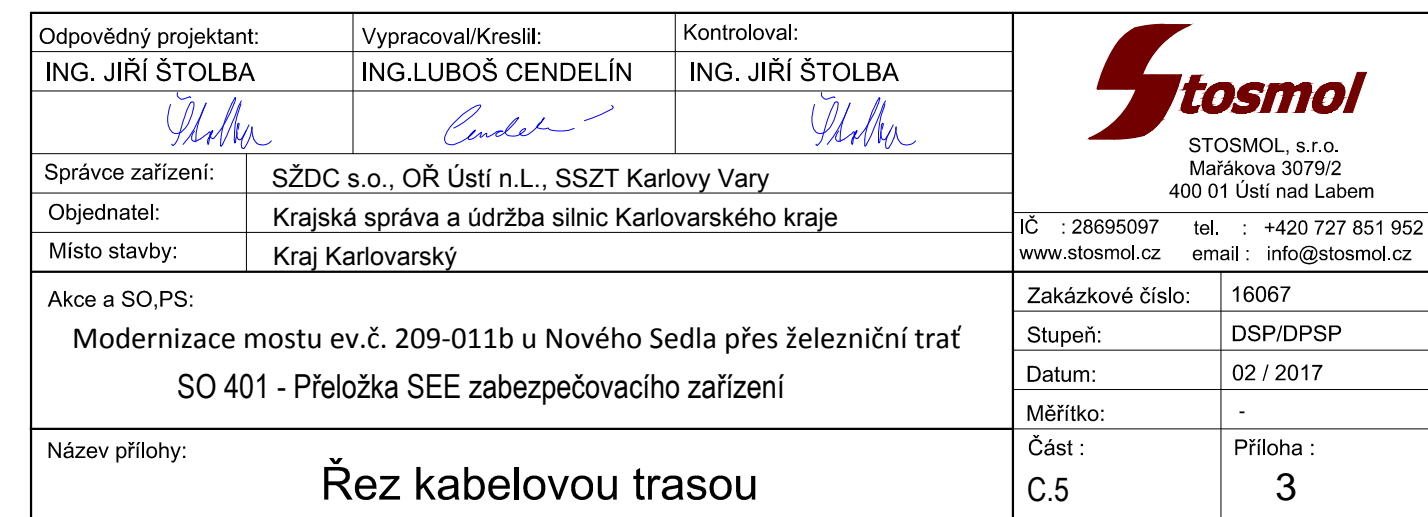 Odpovědný projektant: Vypracoval/Kreslil: Kontroloval:
ING. JIŘÍ ŠTOLBA ING.LUBOŠ CENDELÍN ING. JIŘÍ ŠTOLBA
Štolba Cendelín Štolba
Správce zařízení: SŽDC s.o., OŘ Ústí n.L., SSZT Karlovy Vary
Objednatel: Krajská správa a údržba silnic Karlovarského kraje
Místo stavby: Kraj Karlovarský
Stosmol
STOSMOL, s.r.o.
Mařákova 3079/2
400 01 Ústí nad Labem
IČ : 28695097 tel. : +420 727 851 952
www.stosmol.cz email : info@stosmol.cz
Akce a SO,PS:
Modernizace mostu ev.č. 209-011b u Nového Sedla přes železniční trať
SO 401 - Přeložka SEE zabezpečovacího zařízení
Zakázkové číslo: 16067
Stupeň: DSP/DPSP
Datum: 02 / 2017
Měřítko: -
Název přílohy:
Řez kabelovou trasou
Část : Příloha :
C.5 3